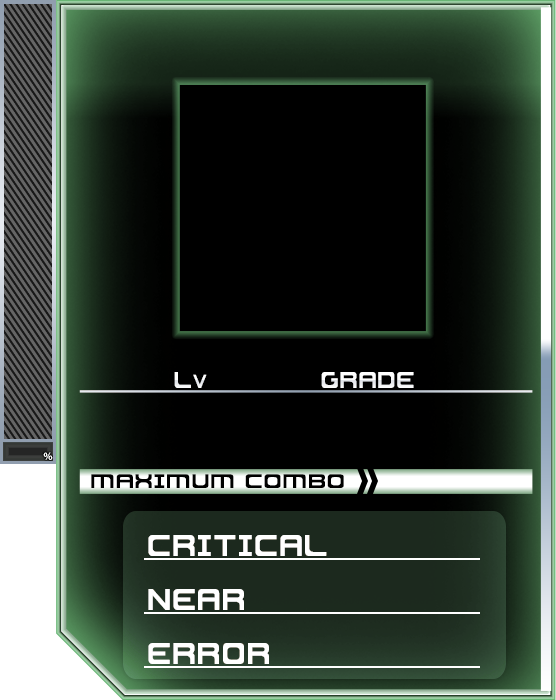 Lv GRADE
%
MAXIMUM COMBO
CRITICAL
NEAR
ERROR